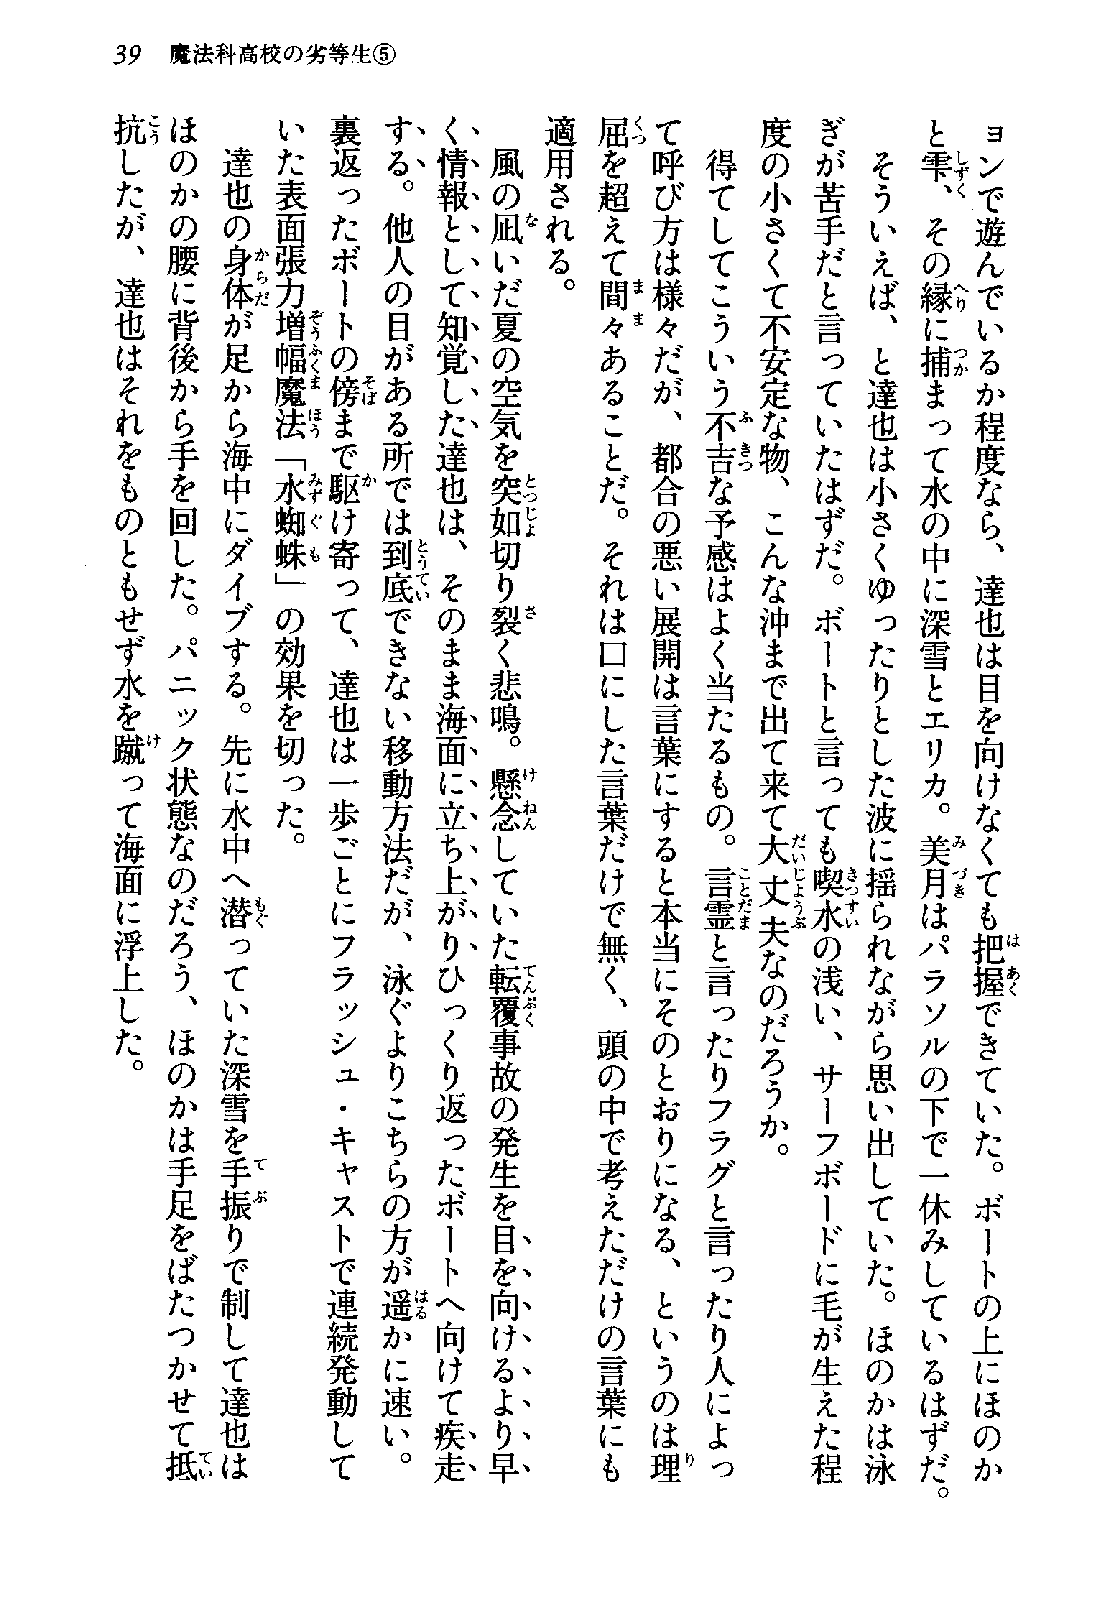 39 魔法科高校の劣等生⑤
ョンで遊んでいるか程度なら、達也は目を向けなくても把握できていた。ボートの上にほのか
と雫、その縁に捕まって水の中に深雪とエリカ。美月はパラソルの下で一休みしているはずだ。
そういえば、と達也は小さくゆったりとした波に揺られながら思い出していた。ほのかは泳
ぎが苦手だと言っていたはずだ。ボートと言っても喫水の浅い、サーフボードに毛が生えた程
度の小さくて不安定な物、こんな沖まで出て来て大丈夫なのだろうか。
得てしてこういう不吉な予感はよく当たるもの。言霊と言ったりフラグと言ったり人によっ
て呼び方は様々だが、都合の悪い展開は言葉にすると本当にそのとおりになる、というのは理
屈を超えて間々あることだ。それは口にした言葉だけで無く、頭の中で考えただけの言葉にも
適用される。
風の凪いだ夏の空気を突如切り裂く悲鳴。懸念していた転覆事故の発生を目を向けるより早
く情報として知覚した達也は、そのまま海面に立ち上がりひっくり返ったボートへ向けて疾走
する。他人の目がある所では到底できない移動方法だが、泳ぐよりこちらの方が遥かに速い。
裏返ったボートの傍まで駆け寄って、達也は一歩ごとにフラッシュ・キャストで連続発動して
いた表面張力増幅魔法「水蜘蛛」の効果を切った。
達也の身体が足から海中にダイブする。先に水中へ潜っていた深雪を手振りで制して達也は
ほのかの腰に背後から手を回した。パニック状態なのだろう、ほのかは手足をばたつかせて抵
抗したが、達也はそれをものともせず水を蹴って海面に浮上した。